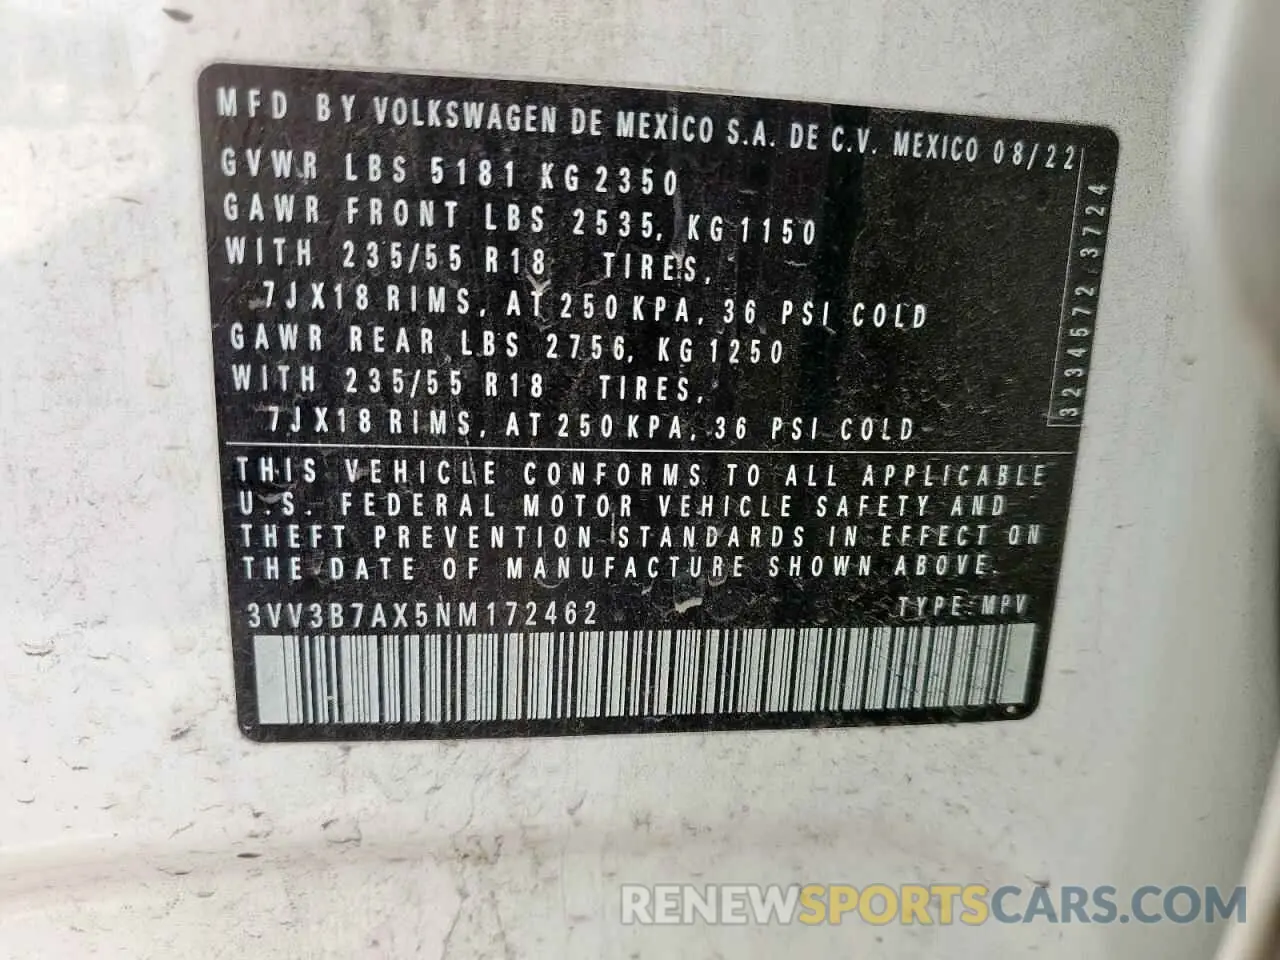 MFD BY VOLKSWAGEN DE MEXICO S.A. DE C.V. MEXICO 08/22
GVWR LBS 5181 KG 2350
GAWR FRONT LBS 2535, KG 1150
WITH 235/55 R18 TIRES,
7JX18 RIMS, AT 250 KPA, 36 PSI COLD
GAWR REAR LBS 2756, KG 1250
WITH 235/55 R18 TIRES,
7JX18 RIMS, AT 250 KPA, 36 PSI COLD
3234572 3724
THIS VEHICLE CONFORMS TO ALL APPLICABLE
U.S. FEDERAL MOTOR VEHICLE SAFETY AND
THEFT PREVENTION STANDARDS IN EFFECT ON
THE DATE OF MANUFACTURE SHOWN ABOVE.
3VV3B7AX5NM172462 TYPE:MPV
RENEWSPORTSCARS.COM